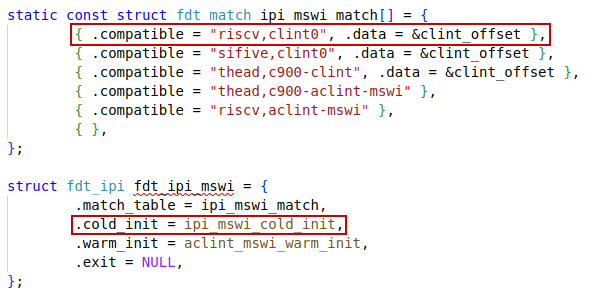 static const struct fdt_match ipi_mswi_match[] = {
{ .compatible = "riscv,clint0", .data = &clint_offset },
{ .compatible = "sifive,clint0", .data = &clint_offset },
{ .compatible = "thead,c900-clint", .data = &clint_offset },
{ .compatible = "thead,c900-aclint-mswi" },
{ .compatible = "riscv,aclint-mswi" },
{ },
};
struct fdt_ipi fdt_ipi_mswi = {
.match_table = ipi_mswi_match,
.cold_init = ipi_mswi_cold_init,
.warm_init = aclint_mswi_warm_init,
.exit = NULL,
};